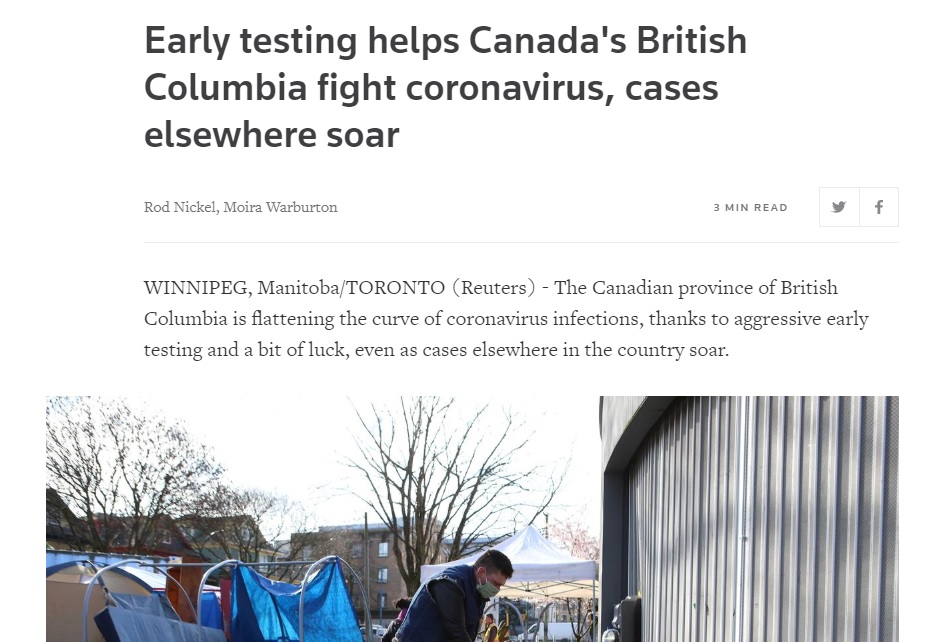 Early testing helps Canada's British
Columbia fight coronavirus, cases
elsewhere soar
Rod Nickel, Moira Warburton
3 MIN READ
WINNIPEG, Manitoba/TORONTO (Reuters) - The Canadian province of British
Columbia is flattening the curve of coronavirus infections, thanks to aggressive early
testing and a bit of luck, even as cases elsewhere in the country soar.